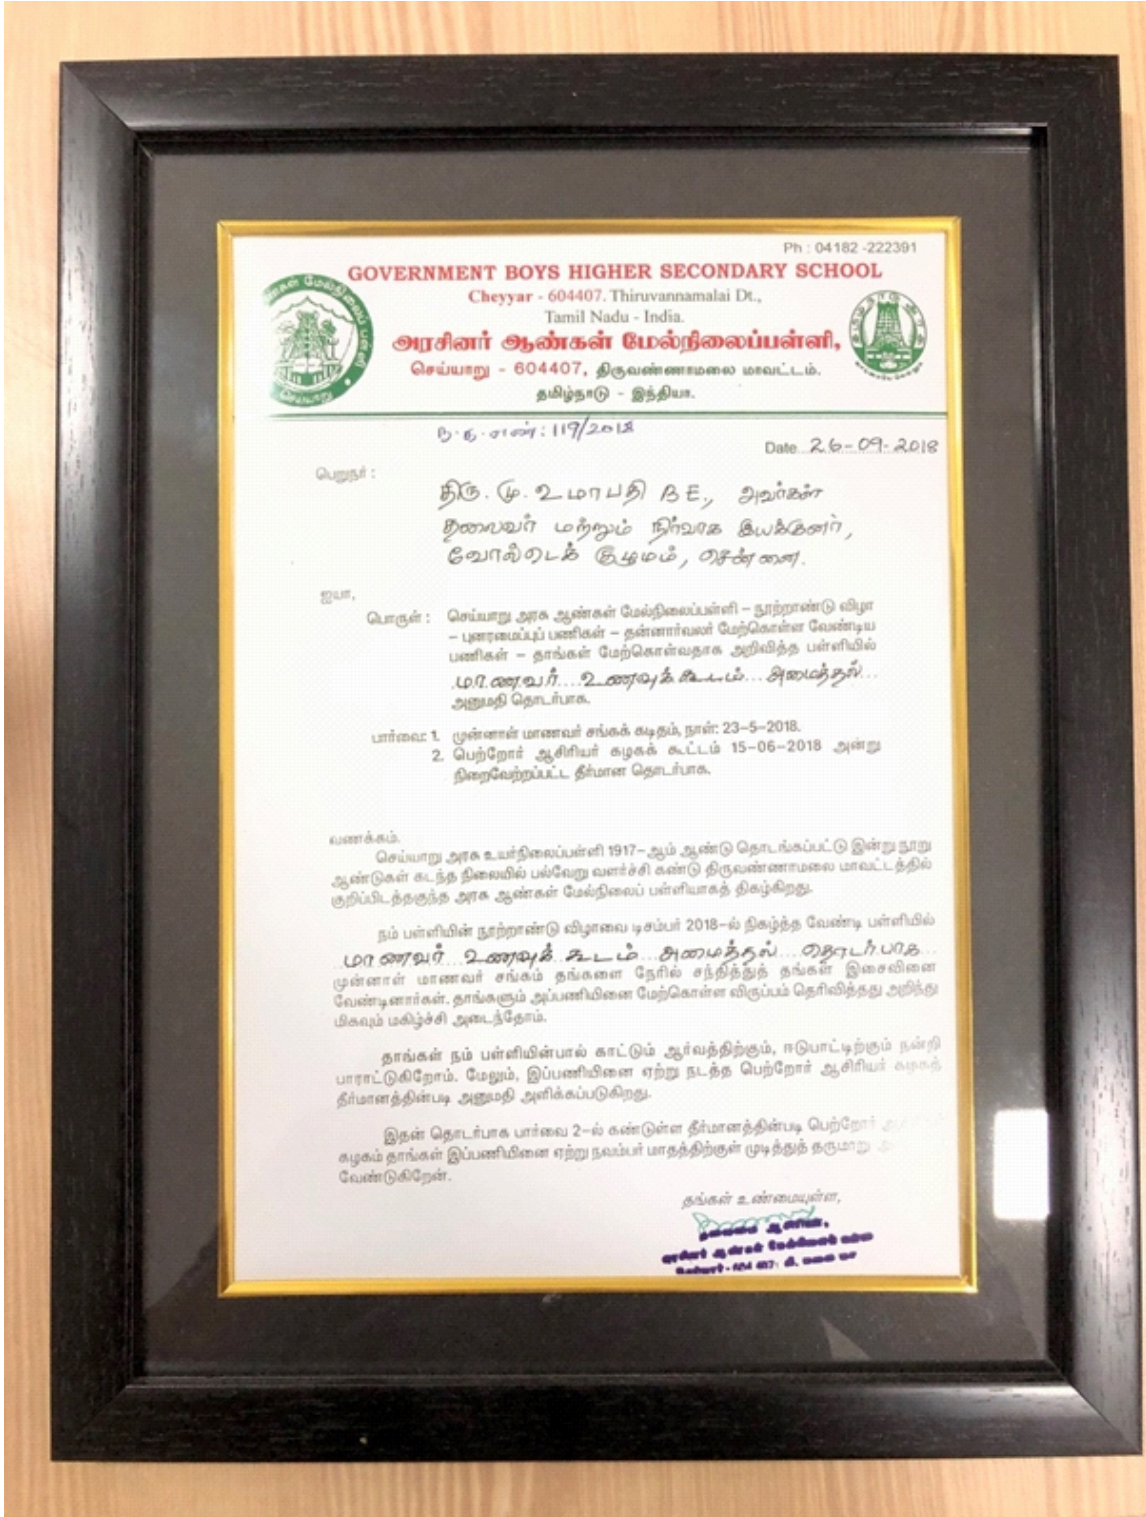 Ph : 04182 -222391
GOVERNMENT BOYS HIGHER SECONDARY SCHOOL
Cheyyar - 604407. Thiruvannamalai Dt.,
Tamil Nadu - India.
அரசினர் ஆண்கள் மேல்நிலைப்பள்ளி,
செய்யாறு - 604407, திருவண்ணாமலை மாவட்டம்.
தமிழ்நாடு - இந்தியா.
ந.க.எண்: 119/2018
Date 26-09-2018
பெறுநர் :
திரு. மு. உமாபதி B.E., அவர்கள்
தலைவர் மற்றும் நிர்வாக இயக்குனர்,
வோல்டெக் குழுமம், சென்னை.
ஐயா,
பொருள் : செய்யாறு அரசு ஆண்கள் மேல்நிலைப்பள்ளி – நூற்றாண்டு விழா
– புனரமைப்புப் பணிகள் – தன்னார்வலர் மேற்கொள்ள வேண்டிய
பணிகள் – தாங்கள் மேற்கொள்வதாக அறிவித்த பள்ளியில்
மாணவர் உணவுக் கூடம் அமைத்தல்
அனுமதி தொடர்பாக.
பார்வை: 1. முன்னாள் மாணவர் சங்கக் கடிதம், நாள்: 23-5-2018.
2. பெற்றோர் ஆசிரியர் கழகக் கூட்டம் 15-06-2018 அன்று
நிறைவேற்றப்பட்ட தீர்மான தொடர்பாக.
வணக்கம்.
செய்யாறு அரசு உயர்நிலைப்பள்ளி 1917-ஆம் ஆண்டு தொடங்கப்பட்டு இன்று நூறு
ஆண்டுகள் கடந்த நிலையில் பல்வேறு வளர்ச்சி கண்டு திருவண்ணாமலை மாவட்டத்தில்
குறிப்பிடத்தகுந்த அரசு ஆண்கள் மேல்நிலைப் பள்ளியாகத் திகழ்கிறது.
நம் பள்ளியின் நூற்றாண்டு விழாவை டிசம்பர் 2018-ல் நிகழ்த்த வேண்டி பள்ளியில்
மாணவர் உணவுக் கூடம் அமைத்தல் தொடர்பாக
முன்னாள் மாணவர் சங்கம் தங்களை நேரில் சந்தித்துத் தங்கள் இசைவினை
வேண்டினார்கள். தாங்களும் அப்பணியினை மேற்கொள்ள விருப்பம் தெரிவித்தது அறிந்து
மிகவும் மகிழ்ச்சி அடைந்தோம்.
தாங்கள் நம் பள்ளியின்பால் காட்டும் ஆர்வத்திற்கும், ஈடுபாட்டிற்கும் நன்றி
பாராட்டுகிறோம். மேலும், இப்பணியினை ஏற்று நடத்த பெற்றோர் ஆசிரியர் கழகத்
தீர்மானத்தின்படி அனுமதி அளிக்கப்படுகிறது.
இதன் தொடர்பாக பார்வை 2-ல் கண்டுள்ள தீர்மானத்தின்படி பெற்றோர்
கழகம் தாங்கள் இப்பணியினை ஏற்று நவம்பர் மாதத்திற்குள் முடித்துத் தருமாறு
வேண்டுகிறேன்.
தங்கள் உண்மையுள்ள,
தலைமை ஆசிரியர்,
அரசினர் ஆண்கள் மேல்நிலைப் பள்ளி